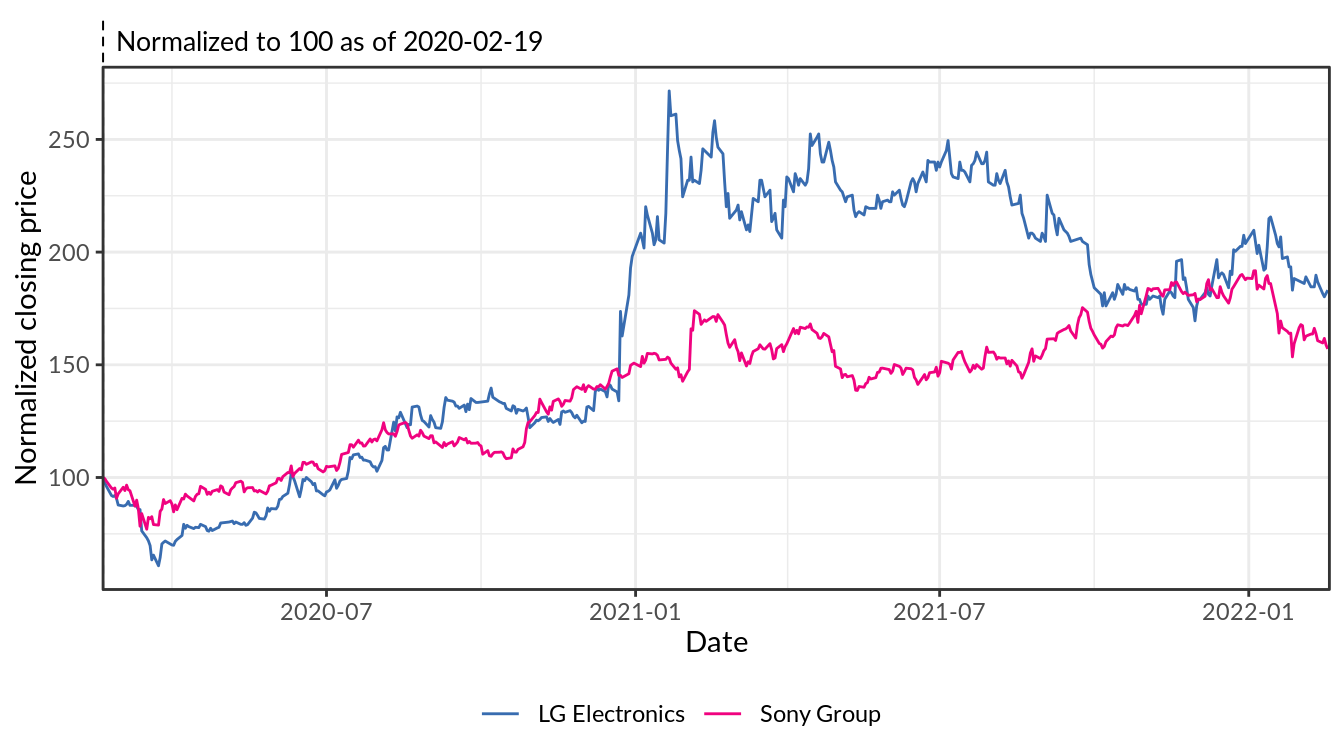 Normalized to 100 as of 2020-02-19
Normalized closing price
250
200
150
100
2020-07
2021-01
2021-07
2022-01
Date
LG Electronics
Sony Group